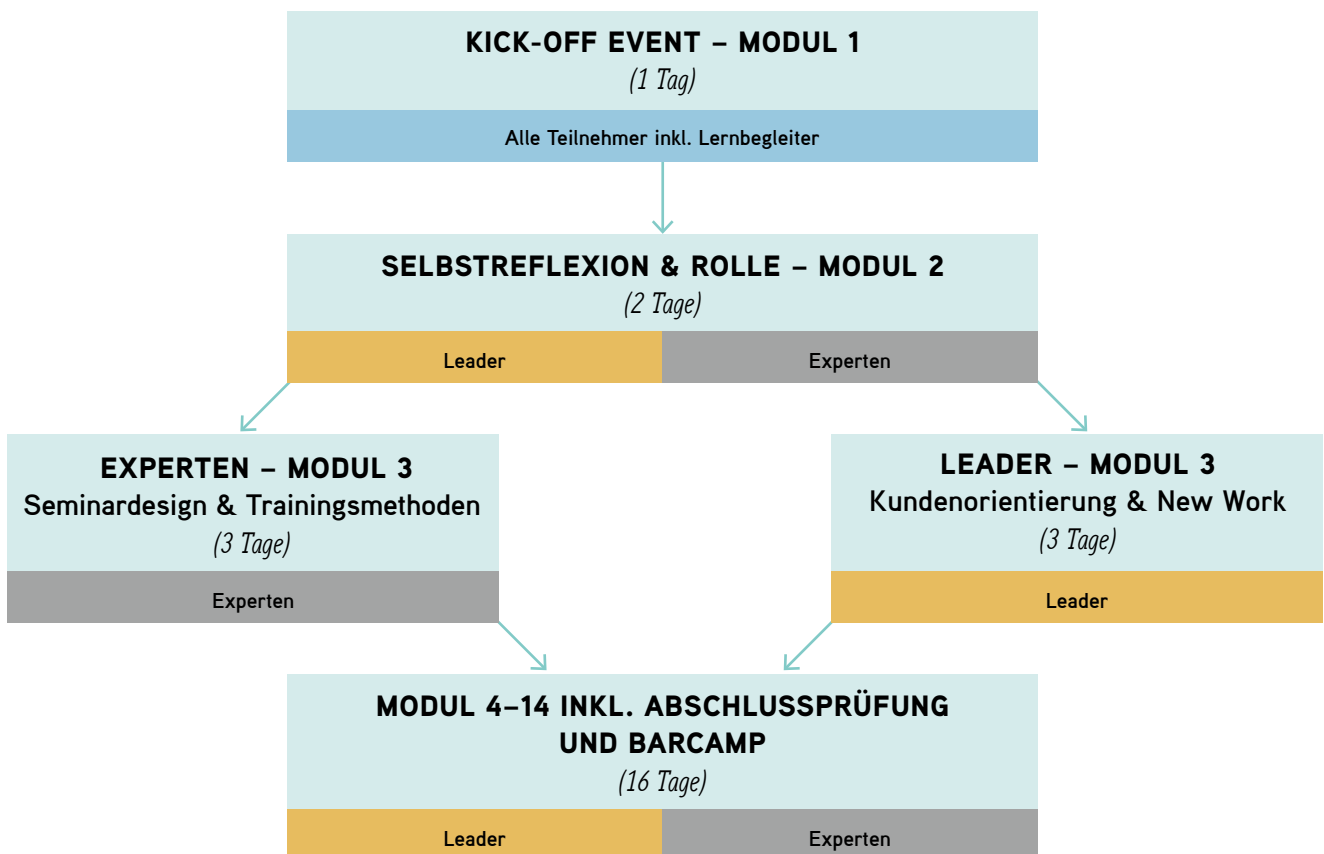 KICK-OFF EVENT – MODUL 1
(1 Tag)
Alle Teilnehmer inkl. Lernbegleiter
SELBSTREFLEXION & ROLLE – MODUL 2
(2 Tage)
Leader
Experten
EXPERTEN – MODUL 3
Seminardesign & Trainingsmethoden
(3 Tage)
Experten
LEADER – MODUL 3
Kundenorientierung & New Work
(3 Tage)
Leader
MODUL 4–14 INKL. ABSCHLUSSPRÜFUNG
UND BARCAMP
(16 Tage)
Leader
Experten